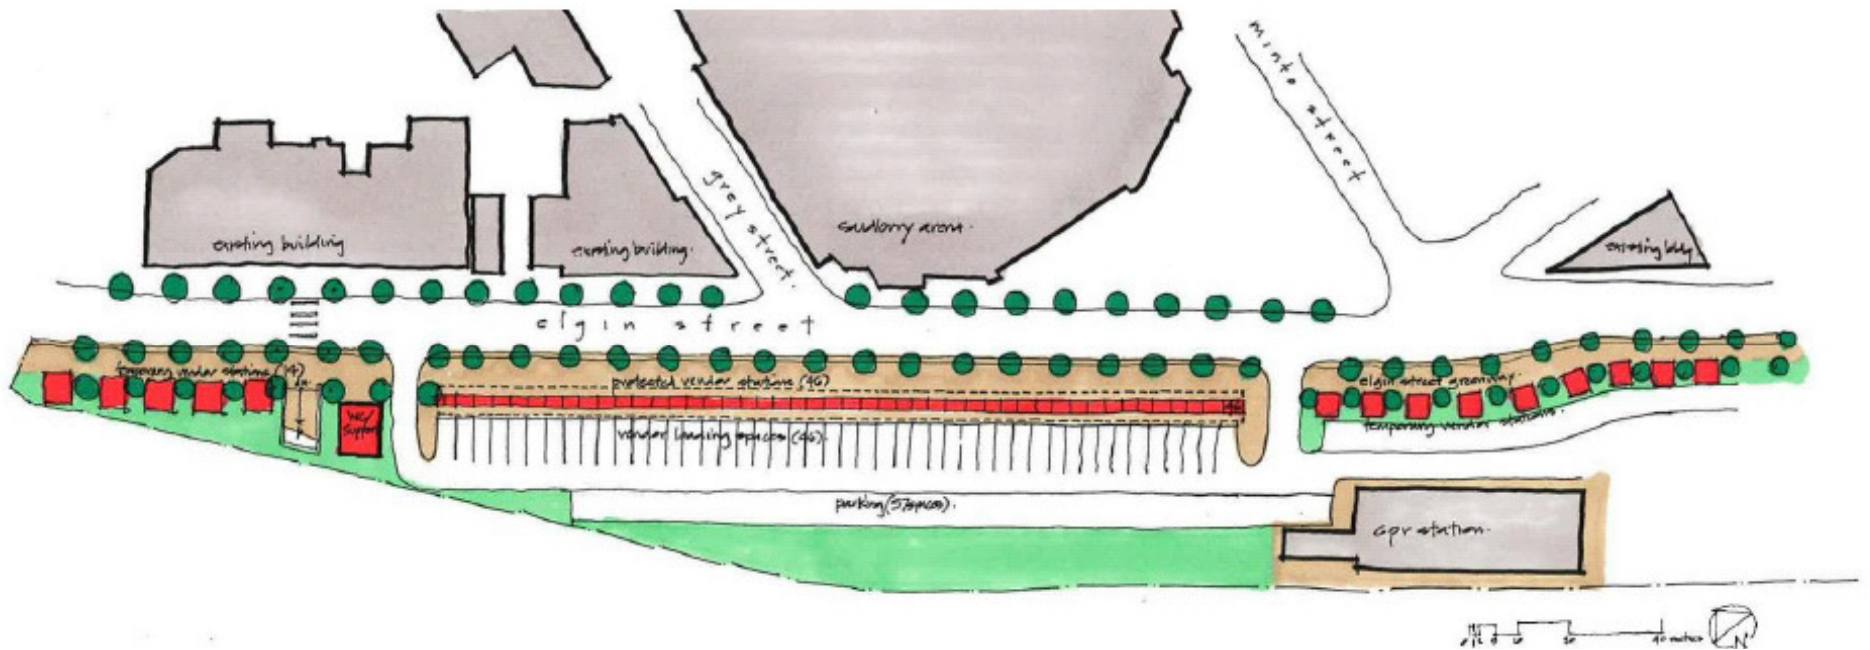 minto street
grey street.
existing building
existing building.
sudbury arena.
existing bldg
elgin street
temporary vendor stations (14)
protected vendor stations (46)
elgin street greenway.
wc/
support
vendor loading spaces (46).
temporary vendor stations.
parking (57 spaces).
cpr station.
40 metres
N